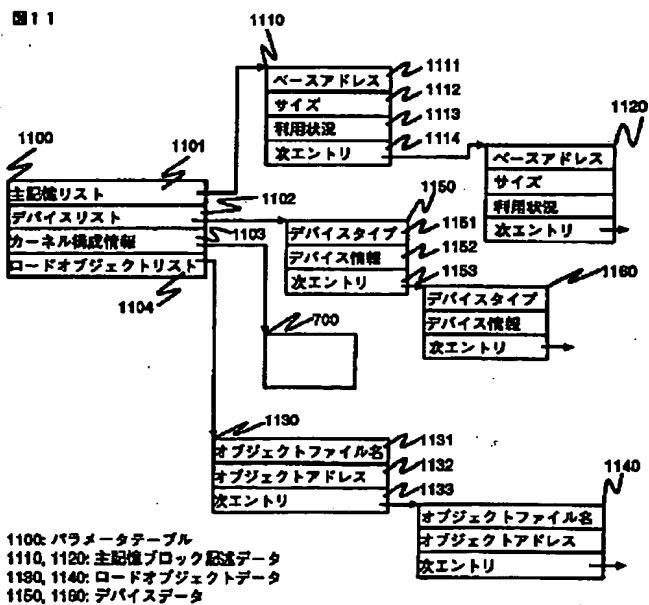 図11
1110
ベースアドレス
1111
サイズ
1112
利用状況
1113
次エントリ
1114
1120
ベースアドレス
サイズ
利用状況
次エントリ
1100
1101
主記憶リスト
デバイスリスト
1102
カーネル構成情報
1103
ロードオブジェクトリスト
1104
1150
デバイスタイプ
1151
デバイス情報
1152
次エントリ
1153
1160
デバイスタイプ
デバイス情報
次エントリ
700
1130
オブジェクトファイル名
1131
オブジェクトアドレス
1132
次エントリ
1133
1140
オブジェクトファイル名
オブジェクトアドレス
次エントリ
1100: パラメータテーブル
1110, 1120: 主記憶ブロック記述データ
1130, 1140: ロードオブジェクトデータ
1150, 1160: デバイスデータ